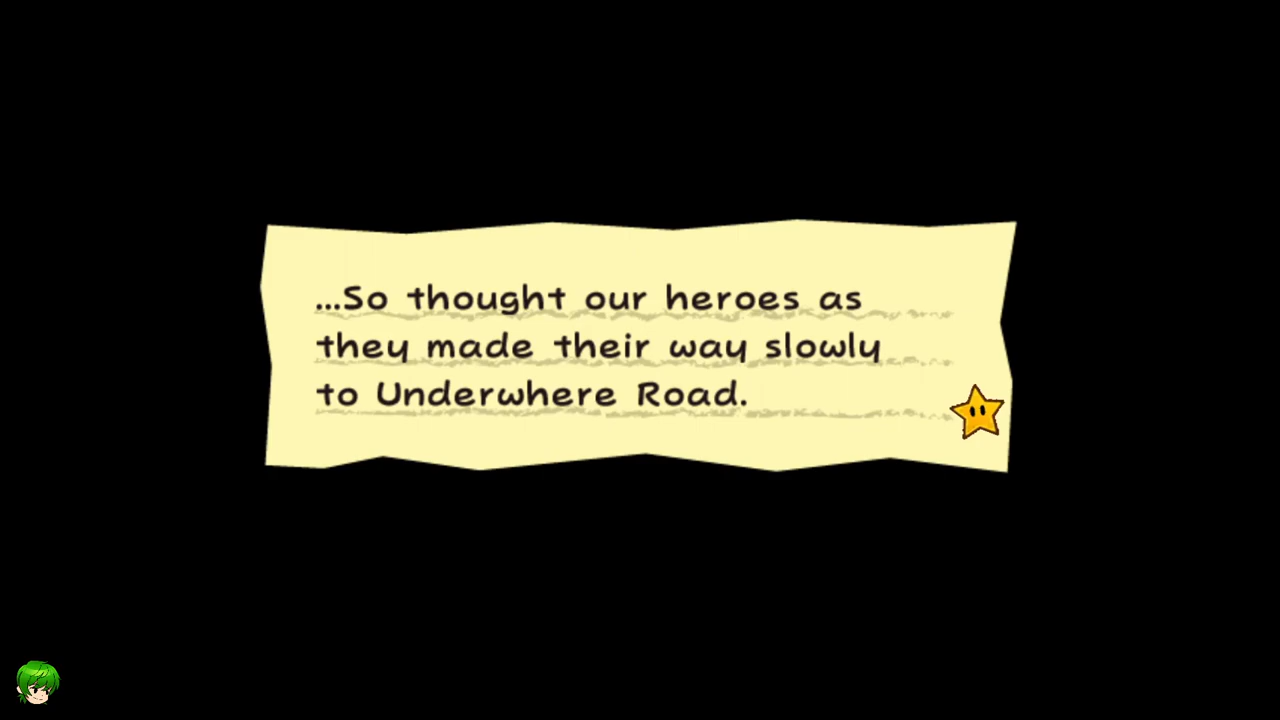 ...So thought our heroes as
they made their way slowly
to Underwhere Road.